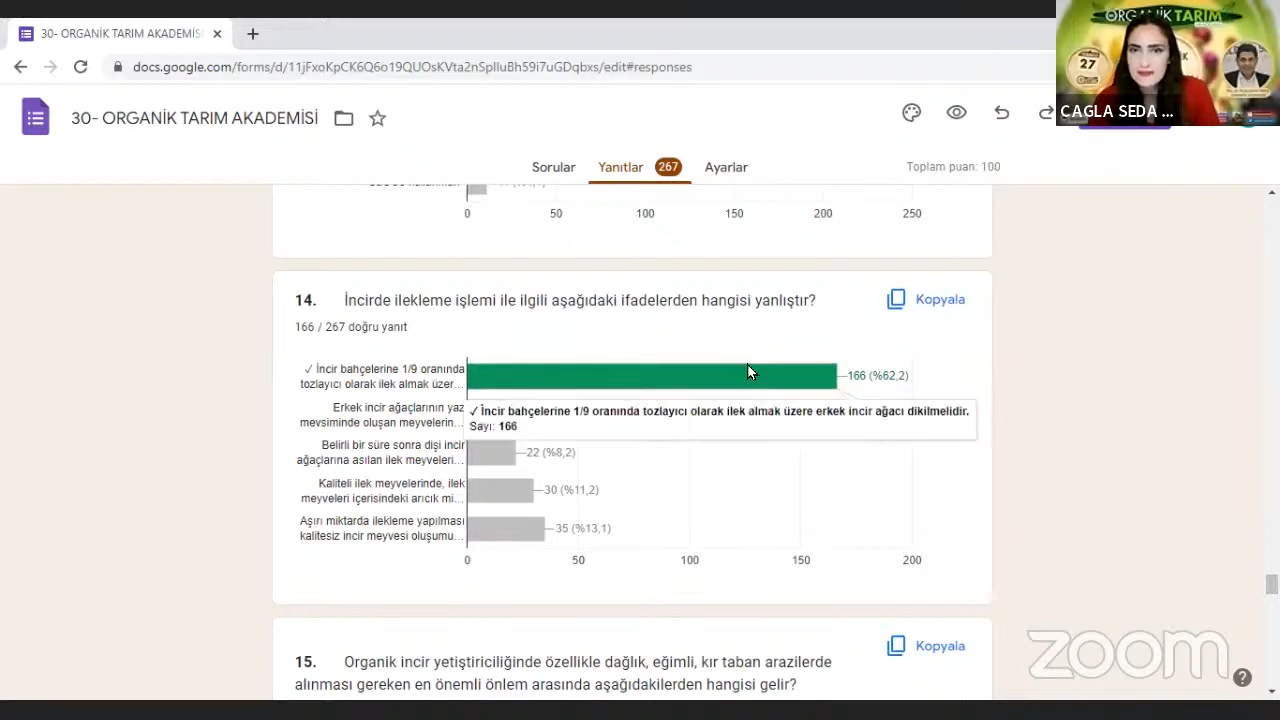 30- ORGANİK TARIM AKADEMİS
docs.google.com/forms/d/11jFxoKpCK6Q6o19QUOsKVta2nSplIuBh59i7uGDqbxs/edit#responses
ORGANİK TARIM
27
CAGLA SEDA ...
30- ORGANİK TARIM AKADEMİSİ
Sorular
Yanıtlar 267
Ayarlar
Toplam puan: 100
0 50 100 150 200 250
14. İncirde ilekleme işlemi ile ilgili aşağıdaki ifadelerden hangisi yanlıştır?
Kopyala
166 / 267 doğru yanıt
✓ İncir bahçelerine 1/9 oranında
tozlayıcı olarak ilek almak üzer...
166 (%62,2)
Erkek incir ağaçlarının yaz
mevsiminde oluşan meyvelerin...
✓ İncir bahçelerine 1/9 oranında tozlayıcı olarak ilek almak üzere erkek incir ağacı dikilmelidir.
Sayı: 166
Belirli bir süre sonra dişi incir
ağaçlarına asılan ilek meyveleri...
22 (%8,2)
Kaliteli ilek meyvelerinde, ilek
meyveleri içerisindeki arıcık mi...
30 (%11,2)
Aşırı miktarda ilekleme yapılması
kalitesiz incir meyvesi oluşumu...
35 (%13,1)
0 50 100 150 200
15. Organik incir yetiştiriciliğinde özellikle dağlık, eğimli, kır taban arazilerde
alınması gereken en önemli önlem arasında aşağıdakilerden hangisi gelir?
Kopyala
zoom